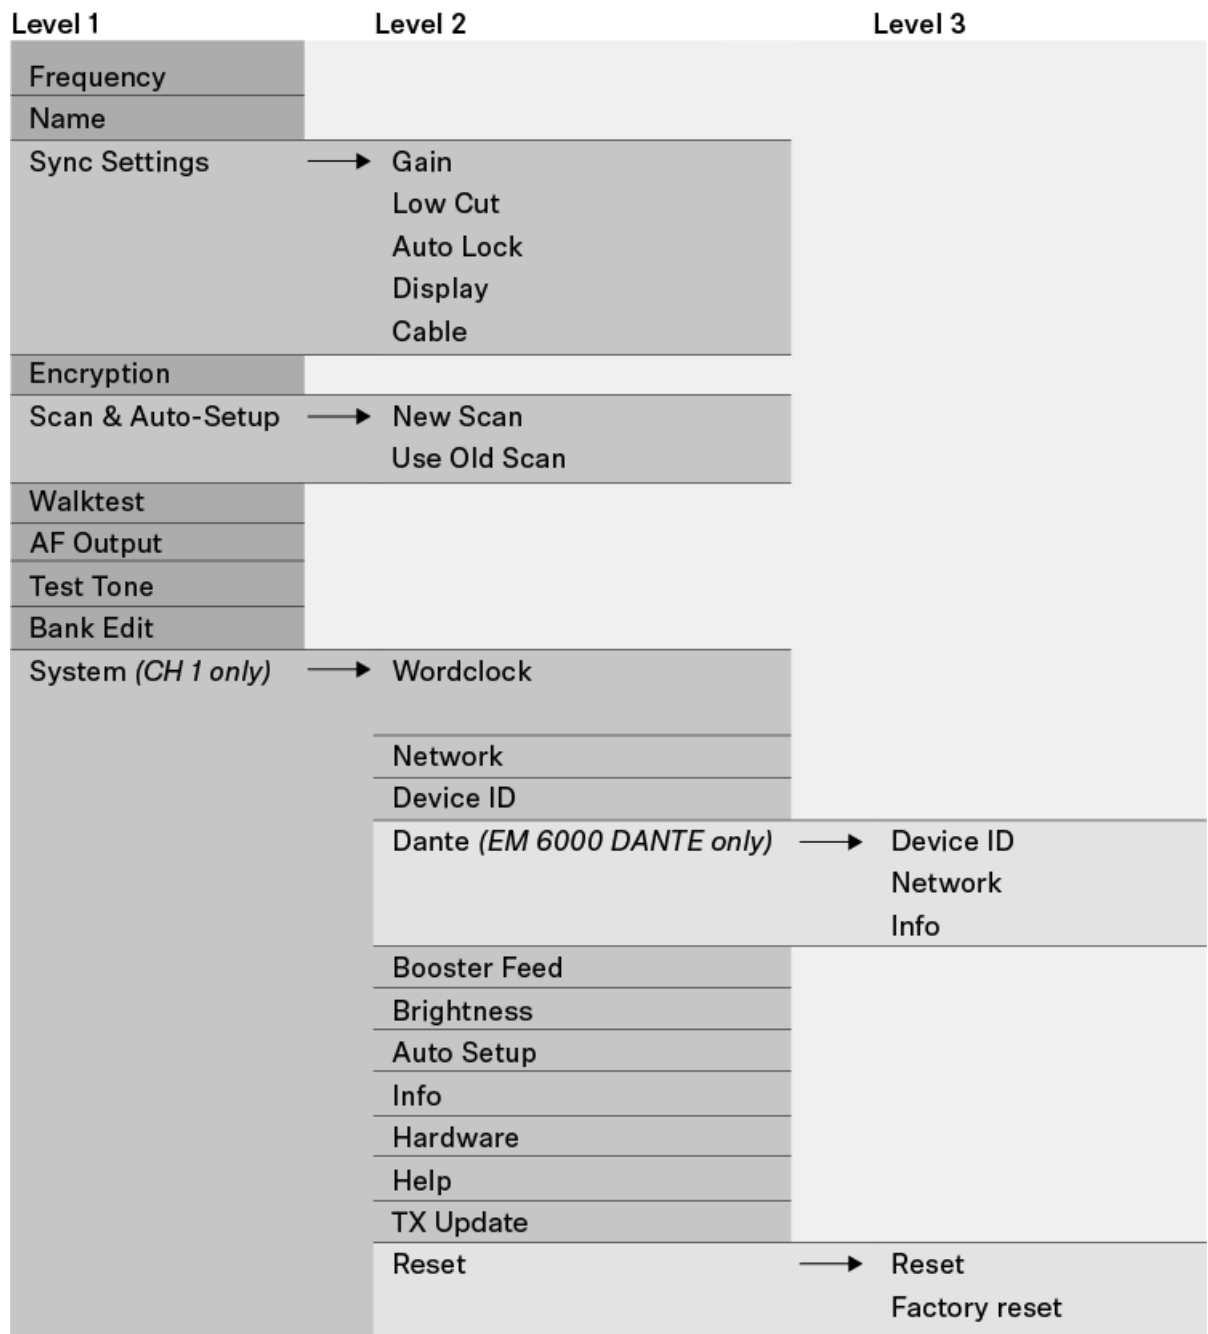 Level 1 Level 2 Level 3
Frequency
Name
Sync Settings Gain
Low Cut
Auto Lock
Display
Cable
Encryption
Scan & Auto-Setup New Scan
Use Old Scan
Walktest
AF Output
Test Tone
Bank Edit
System (CH 1 only) Wordclock
Network
Device ID
Dante (EM 6000 DANTE only) Device ID
Network
Info
Booster Feed
Brightness
Auto Setup
Info
Hardware
Help
TX Update
Reset Reset
Factory reset